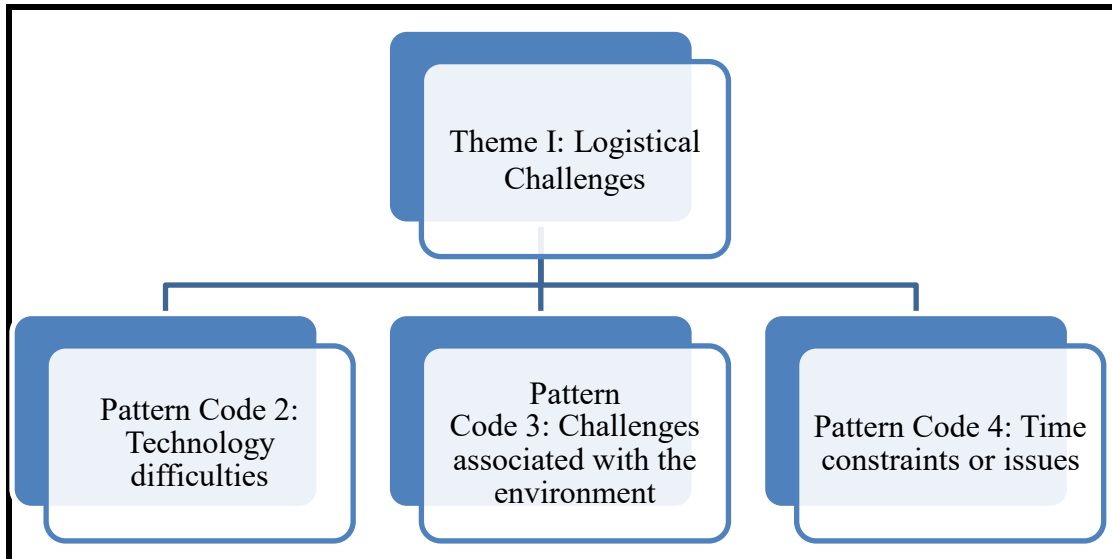 Theme I: Logistical
Challenges
Pattern Code 2:
Technology
difficulties
Pattern
Code 3: Challenges
associated with the
environment
Pattern Code 4: Time
constraints or issues